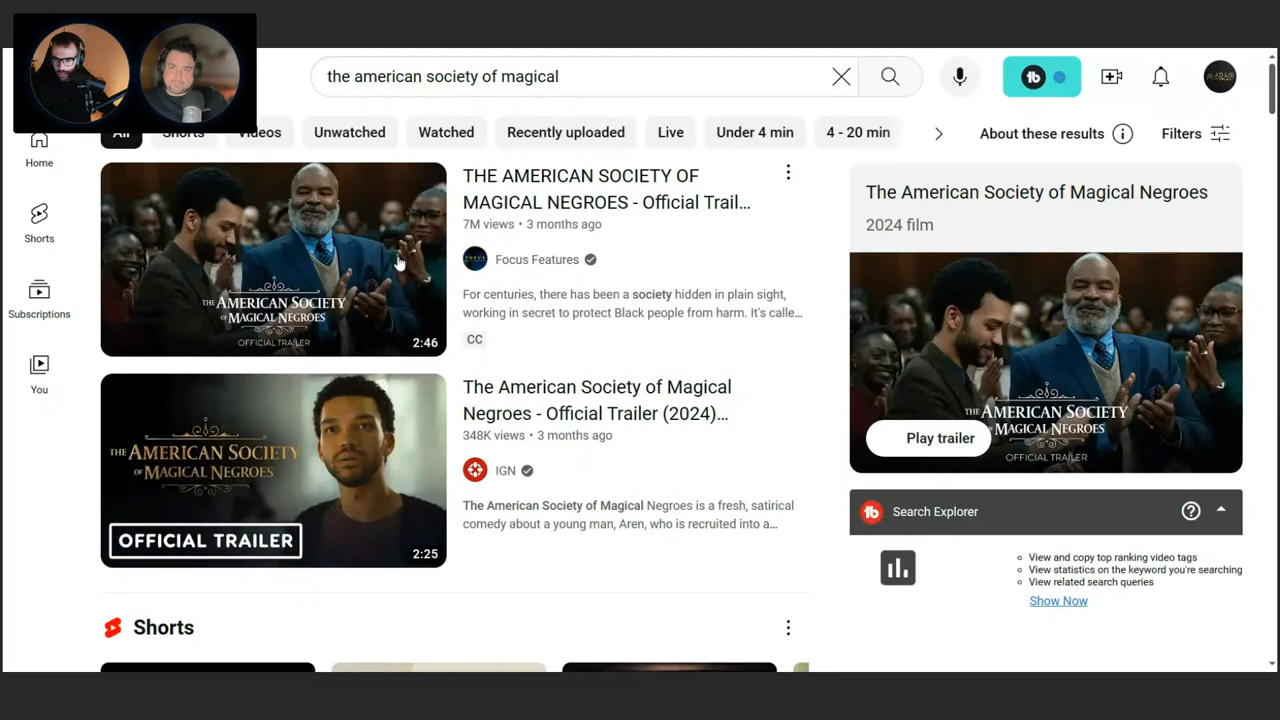 the american society of magical
All
Shorts
Videos
Unwatched
Watched
Recently uploaded
Live
Under 4 min
4 - 20 min
About these results
Filters
Home
Shorts
Subscriptions
You
THE AMERICAN SOCIETY
OF MAGICAL NEGROES
OFFICIAL TRAILER
2:46
THE AMERICAN SOCIETY OF
MAGICAL NEGROES - Official Trail...
7M views • 3 months ago
Focus Features
For centuries, there has been a society hidden in plain sight,
working in secret to protect Black people from harm. It's calle...
CC
THE AMERICAN SOCIETY
OF MAGICAL NEGROES
OFFICIAL TRAILER
2:25
The American Society of Magical
Negroes - Official Trailer (2024)...
348K views • 3 months ago
IGN
The American Society of Magical Negroes is a fresh, satirical
comedy about a young man, Aren, who is recruited into a...
Shorts
The American Society of Magical Negroes
2024 film
THE AMERICAN SOCIETY
OF MAGICAL NEGROES
OFFICIAL TRAILER
Play trailer
Search Explorer
View and copy top ranking video tags
View statistics on the keyword you're searching
View related search queries
Show Now